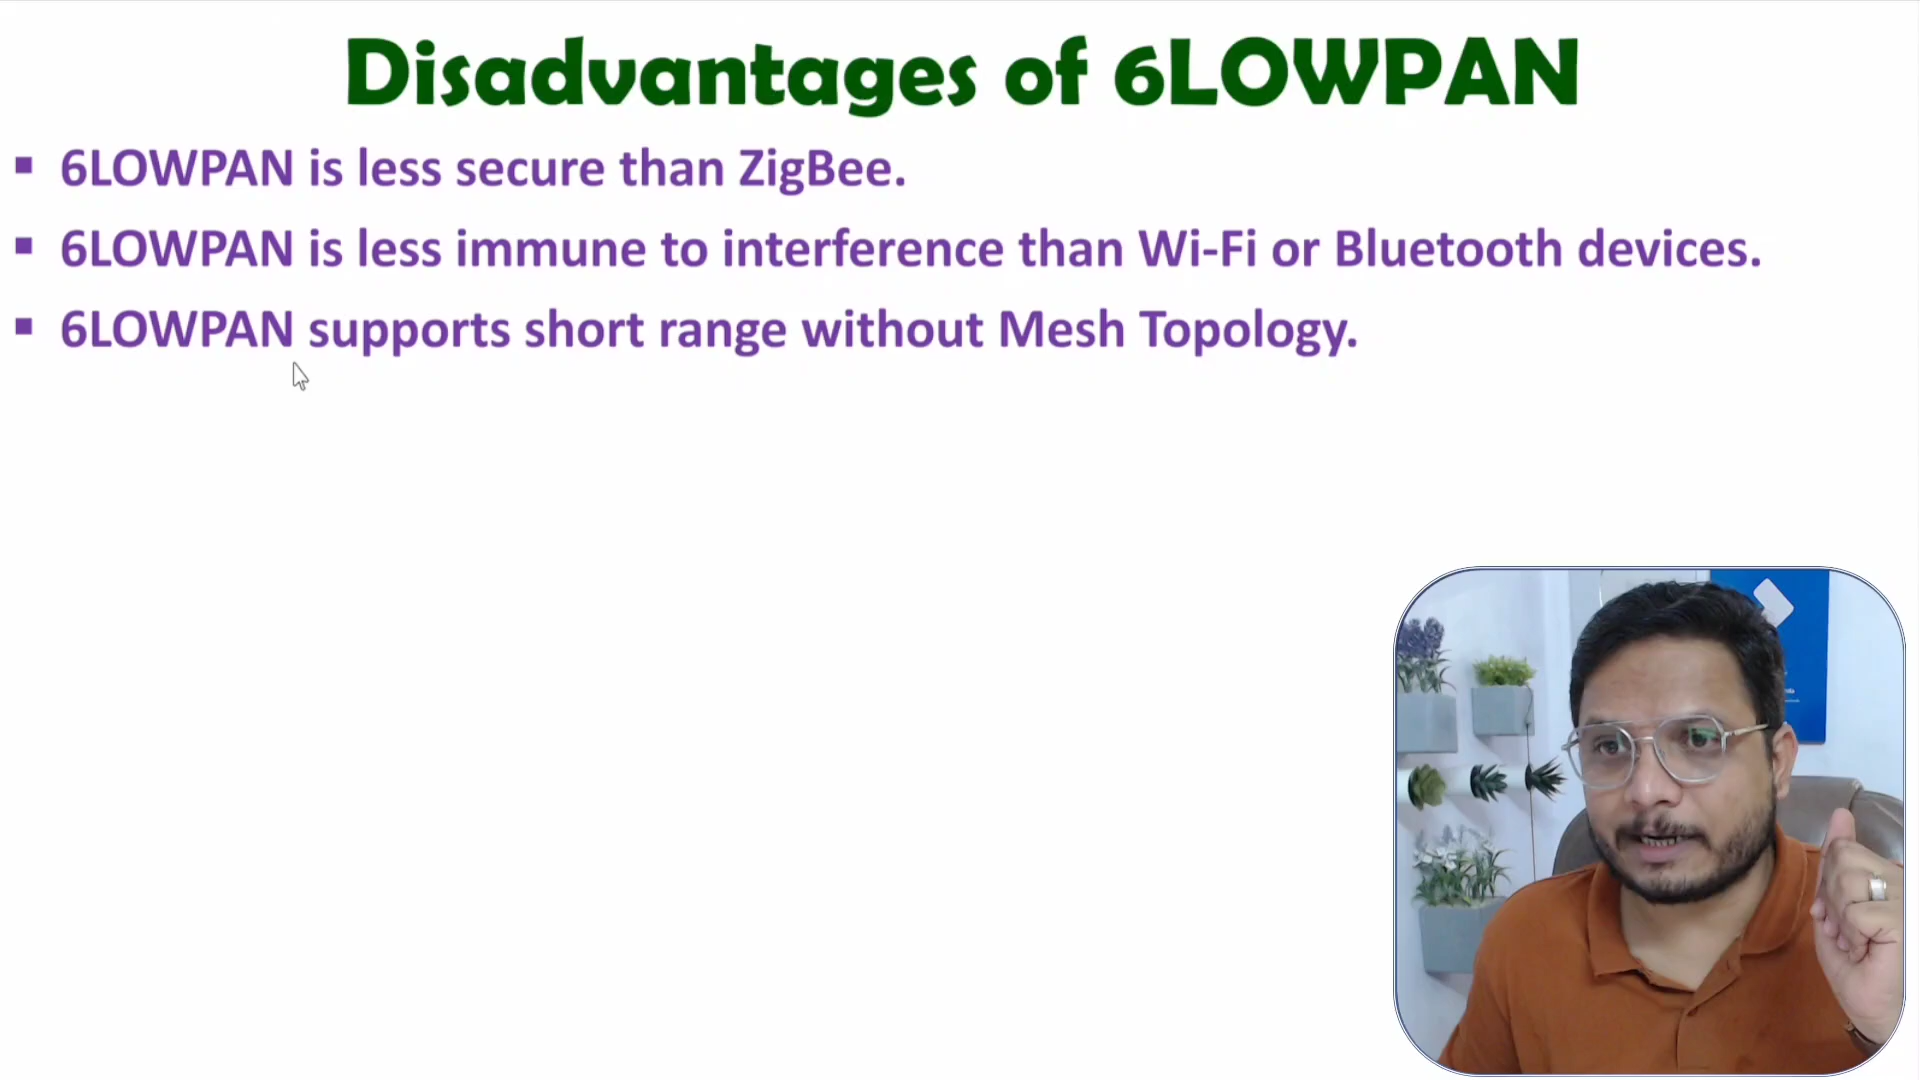 Disadvantages of 6LOWPAN
▪ 6LOWPAN is less secure than ZigBee.
▪ 6LOWPAN is less immune to interference than Wi-Fi or Bluetooth devices.
▪ 6LOWPAN supports short range without Mesh Topology.